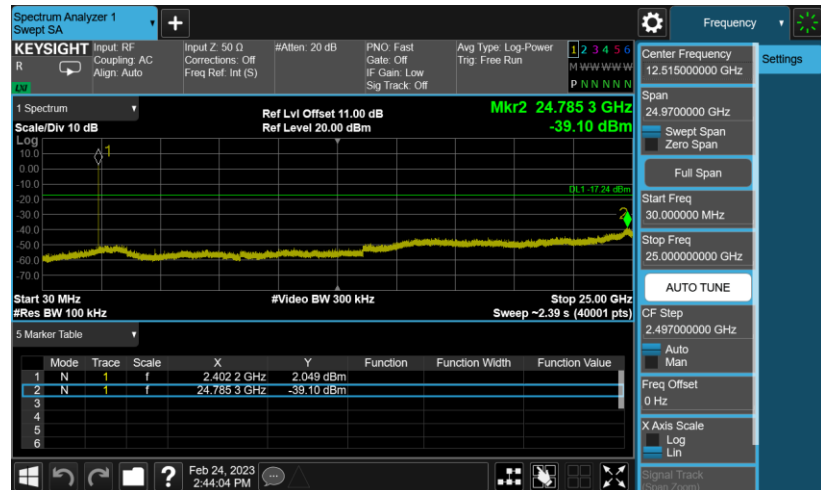 Spectrum Analyzer 1
Swept SA
+
Frequency
KEYSIGHT
R
LXI
Input: RF
Coupling: AC
Align: Auto
Input Z: 50 Ω
Corrections: Off
Freq Ref: Int (S)
#Atten: 20 dB
PNO: Fast
Gate: Off
IF Gain: Low
Sig Track: Off
Avg Type: Log-Power
Trig: Free Run
1 2 3 4 5 6
M W W W W W
P N N N N N
1 Spectrum
Scale/Div 10 dB
Ref Lvl Offset 11.00 dB
Ref Level 20.00 dBm
Mkr2 24.785 3 GHz
-39.10 dBm
Log
10.0
0.00
-10.0
-20.0
-30.0
-40.0
-50.0
-60.0
-70.0
1
DL1 -17.24 dBm
2
Start 30 MHz
#Res BW 100 kHz
#Video BW 300 kHz
Stop 25.00 GHz
Sweep ~2.39 s (40001 pts)
5 Marker Table
Mode Trace Scale X Y Function Function Width Function Value
1 N 1 f 2.402 2 GHz 2.049 dBm
2 N 1 f 24.785 3 GHz -39.10 dBm
3
4
5
6
Center Frequency
12.515000000 GHz
Settings
Span
24.9700000 GHz
Swept Span
Zero Span
Full Span
Start Freq
30.000000 MHz
Stop Freq
25.000000000 GHz
AUTO TUNE
CF Step
2.497000000 GHz
Auto
Man
Freq Offset
0 Hz
X Axis Scale
Log
Lin
Signal Track
(Span Zoom)
?
Feb 24, 2023
2:44:04 PM